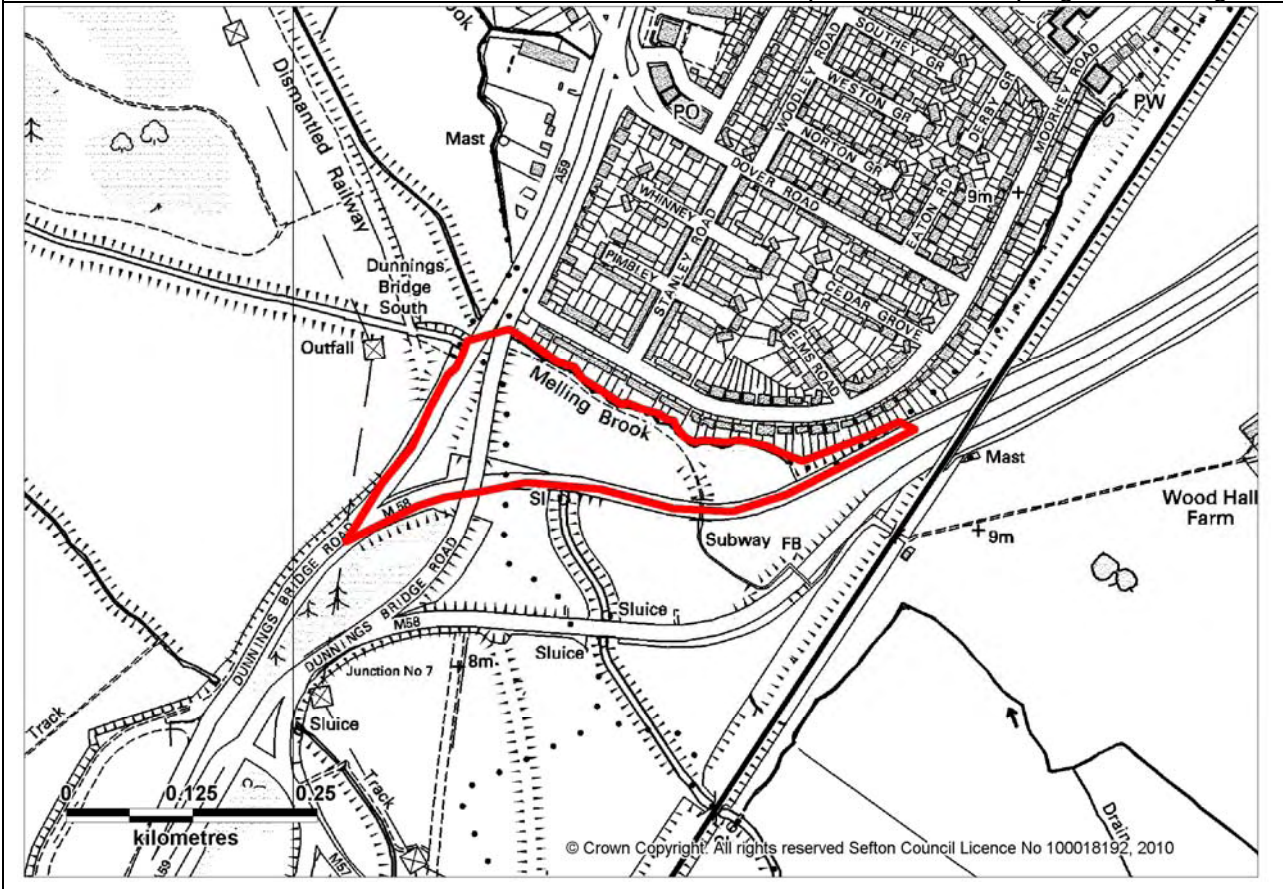 Brook
SOUTHEY
GR
WOODLEY
ROAD
WESTON GR
DERBY GR
MOORHEY ROAD
NORTON GR
PW
Dismantled Railway
Mast
PO
A59
DOVER ROAD
EATON RD
9m
WHINNEY
PIMBLEY
STANLEY ROAD
CEDAR GROVE
ELMS ROAD
Dunnings
Bridge
South
Outfall
Melling Brook
Mast
Wood Hall
Farm
M 58
DUNNINGS BRIDGE ROAD
Subway
FB
9m
Sluice
DUNNINGS BRIDGE ROAD
M58
Sluice
Junction No 7
8m
Track
Sluice
Track
Drain
0
0.125
0.25
kilometres
A59
M57
© Crown Copyright. All rights reserved Sefton Council Licence No 100018192, 2010